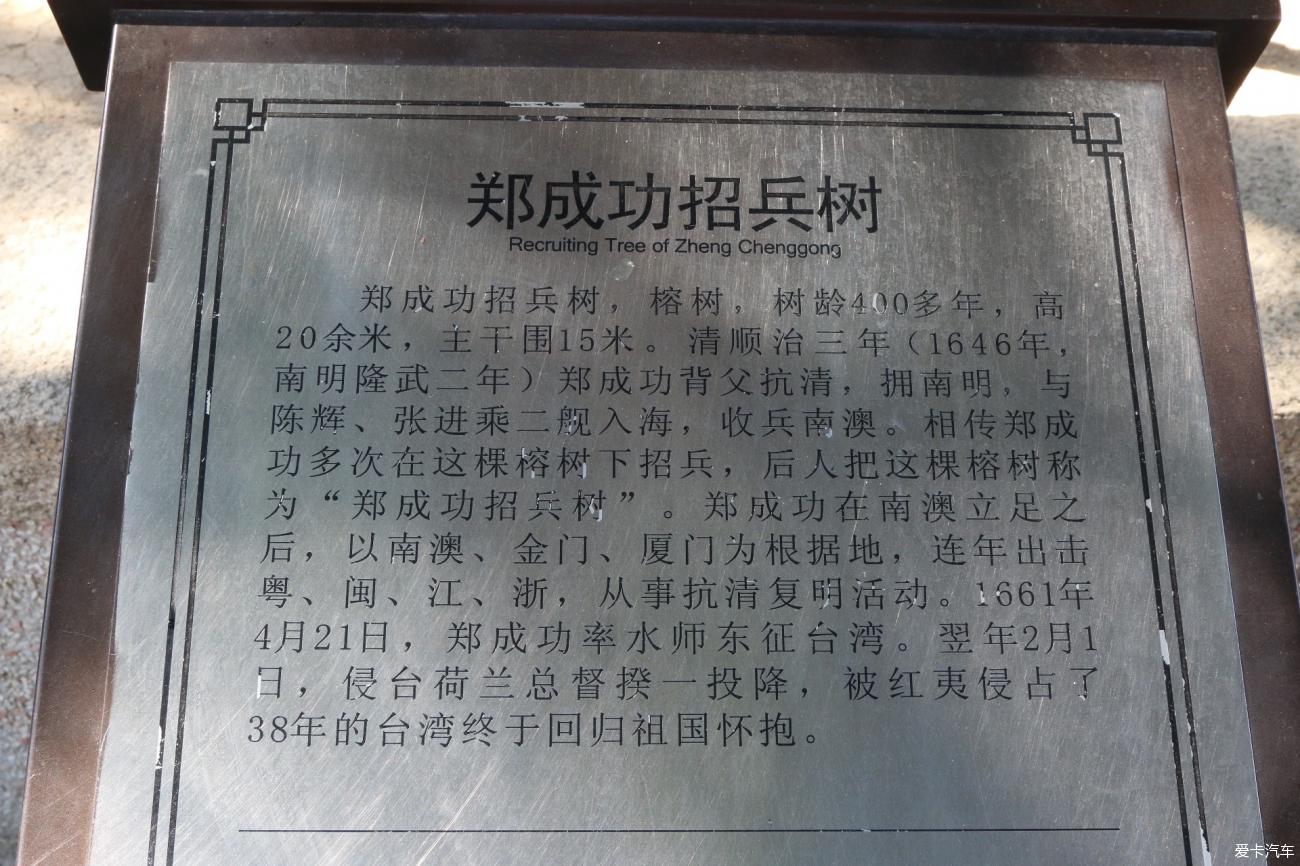 郑成功招兵树
Recruiting Tree of Zheng Chenggong
郑成功招兵树，榕树，树龄400多年，高
20余米，主干围15米。清顺治三年（1646年，
南明隆武二年）郑成功背父抗清，拥南明，与
陈辉、张进乘二舰入海，收兵南澳。相传郑成
功多次在这棵榕树下招兵，后人把这棵榕树称
为“郑成功招兵树”。郑成功在南澳立足之
后，以南澳、金门、厦门为根据地，连年出击
粤、闽、江、浙，从事抗清复明活动。1661年
4月21日，郑成功率水师东征台湾。翌年2月1
日，侵台荷兰总督揆一投降，被红夷侵占了
38年的台湾终于回归祖国怀抱。
爱卡汽车